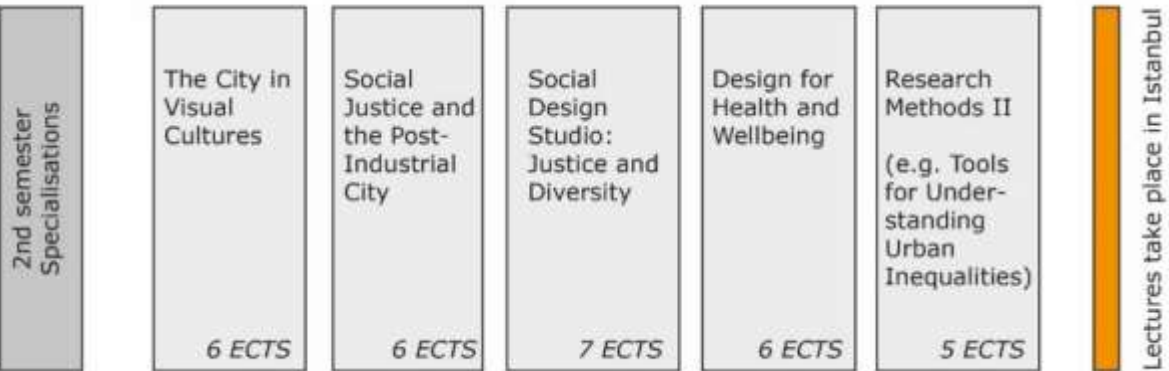 2nd semester
Specialisations
The City in
Visual
Cultures
6 ECTS
Social
Justice and
the Post-
Industrial
City
6 ECTS
Social
Design
Studio:
Justice and
Diversity
7 ECTS
Design for
Health and
Wellbeing
6 ECTS
Research
Methods II
(e.g. Tools
for Under-
standing
Urban
Inequalities)
5 ECTS
Lectures take place in Istanbul